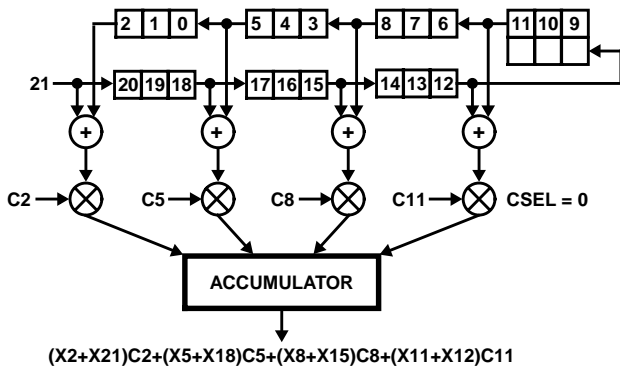 2 1 0 5 4 3 8 7 6 11 10 9
21 20 19 18 17 16 15 14 13 12
+ + + +
C2 C5 C8 C11 CSEL = 0
ACCUMULATOR
(X2+X21)C2+(X5+X18)C5+(X8+X15)C8+(X11+X12)C11